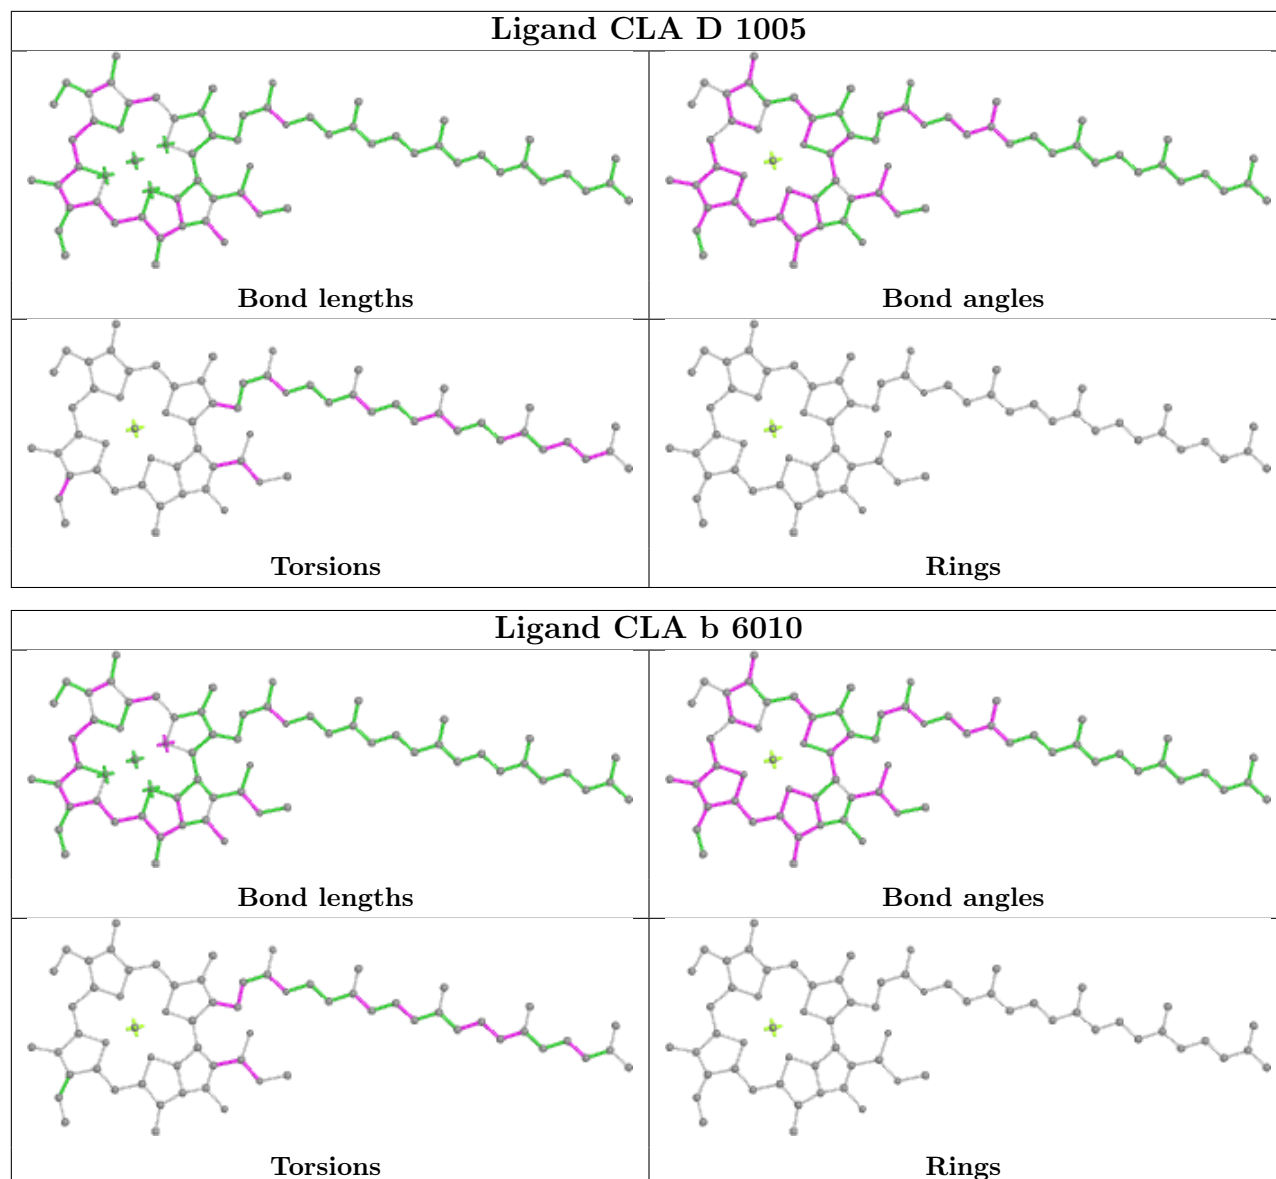 Ligand CLA D 1005
Bond lengths
Bond angles
Torsions
Rings
Ligand CLA b 6010
Bond lengths
Bond angles
Torsions
Rings